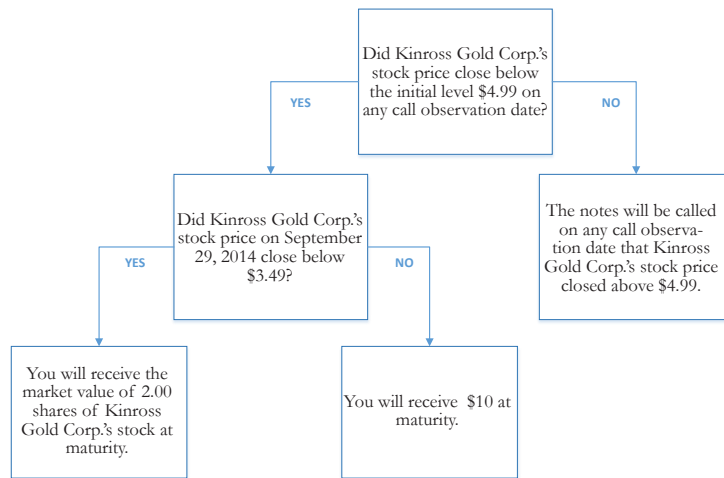 Did Kinross Gold Corp.'s
stock price close below
the initial level $4.99 on
any call observation date?
YES
NO
Did Kinross Gold Corp.'s
stock price on September
29, 2014 close below
$3.49?
The notes will be called
on any call observa-
tion date that Kinross
Gold Corp.'s stock price
closed above $4.99.
YES
NO
You will receive the
market value of 2.00
shares of Kinross
Gold Corp.'s stock at
maturity.
You will receive $10 at
maturity.